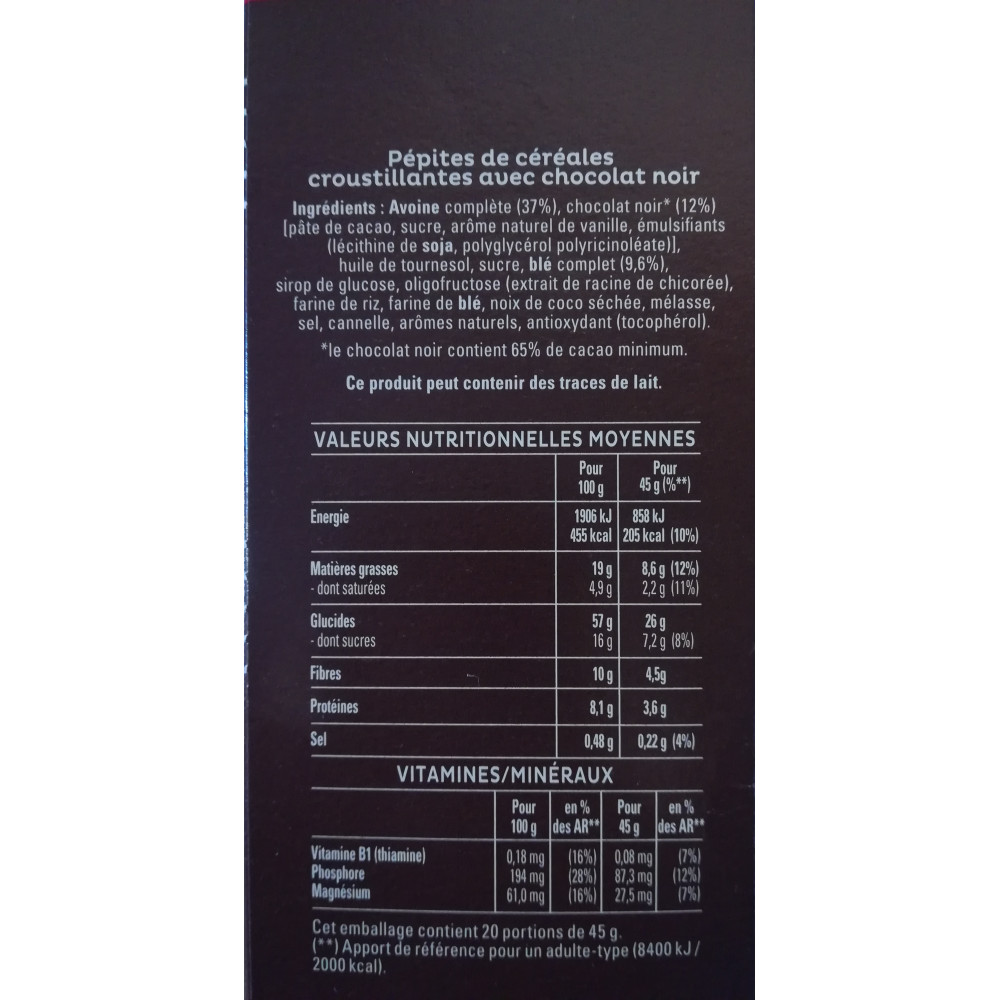 Pépites de céréales
croustillantes avec chocolat noir
Ingrédients : Avoine complète (37%), chocolat noir* (12%)
[pâte de cacao, sucre, arôme naturel de vanille, émulsifiants
(lécithine de soja, polyglycérol polyricinoléate)],
huile de tournesol, sucre, blé complet (9,6%),
sirop de glucose, oligofructose (extrait de racine de chicorée),
farine de riz, farine de blé, noix de coco séchée, mélasse,
sel, cannelle, arômes naturels, antioxydant (tocophérol).
*le chocolat noir contient 65% de cacao minimum.
Ce produit peut contenir des traces de lait.
VALEURS NUTRITIONNELLES MOYENNES
Pour Pour
100 g 45 g (%**)
Energie 1906 kJ 858 kJ
455 kcal 205 kcal (10%)
Matières grasses 19 g 8,6 g (12%)
- dont saturées 4,9 g 2,2 g (11%)
Glucides 57 g 26 g
- dont sucres 16 g 7,2 g (8%)
Fibres 10 g 4,5g
Protéines 8,1 g 3,6 g
Sel 0,48 g 0,22 g (4%)
VITAMINES/MINÉRAUX
Pour en % Pour en %
100 g des AR** 45 g des AR**
Vitamine B1 (thiamine) 0,18 mg (16%) 0,08 mg (7%)
Phosphore 194 mg (28%) 87,3 mg (12%)
Magnésium 61,0 mg (16%) 27,5 mg (7%)
Cet emballage contient 20 portions de 45 g.
(**) Apport de référence pour un adulte-type (8400 kJ /
2000 kcal).